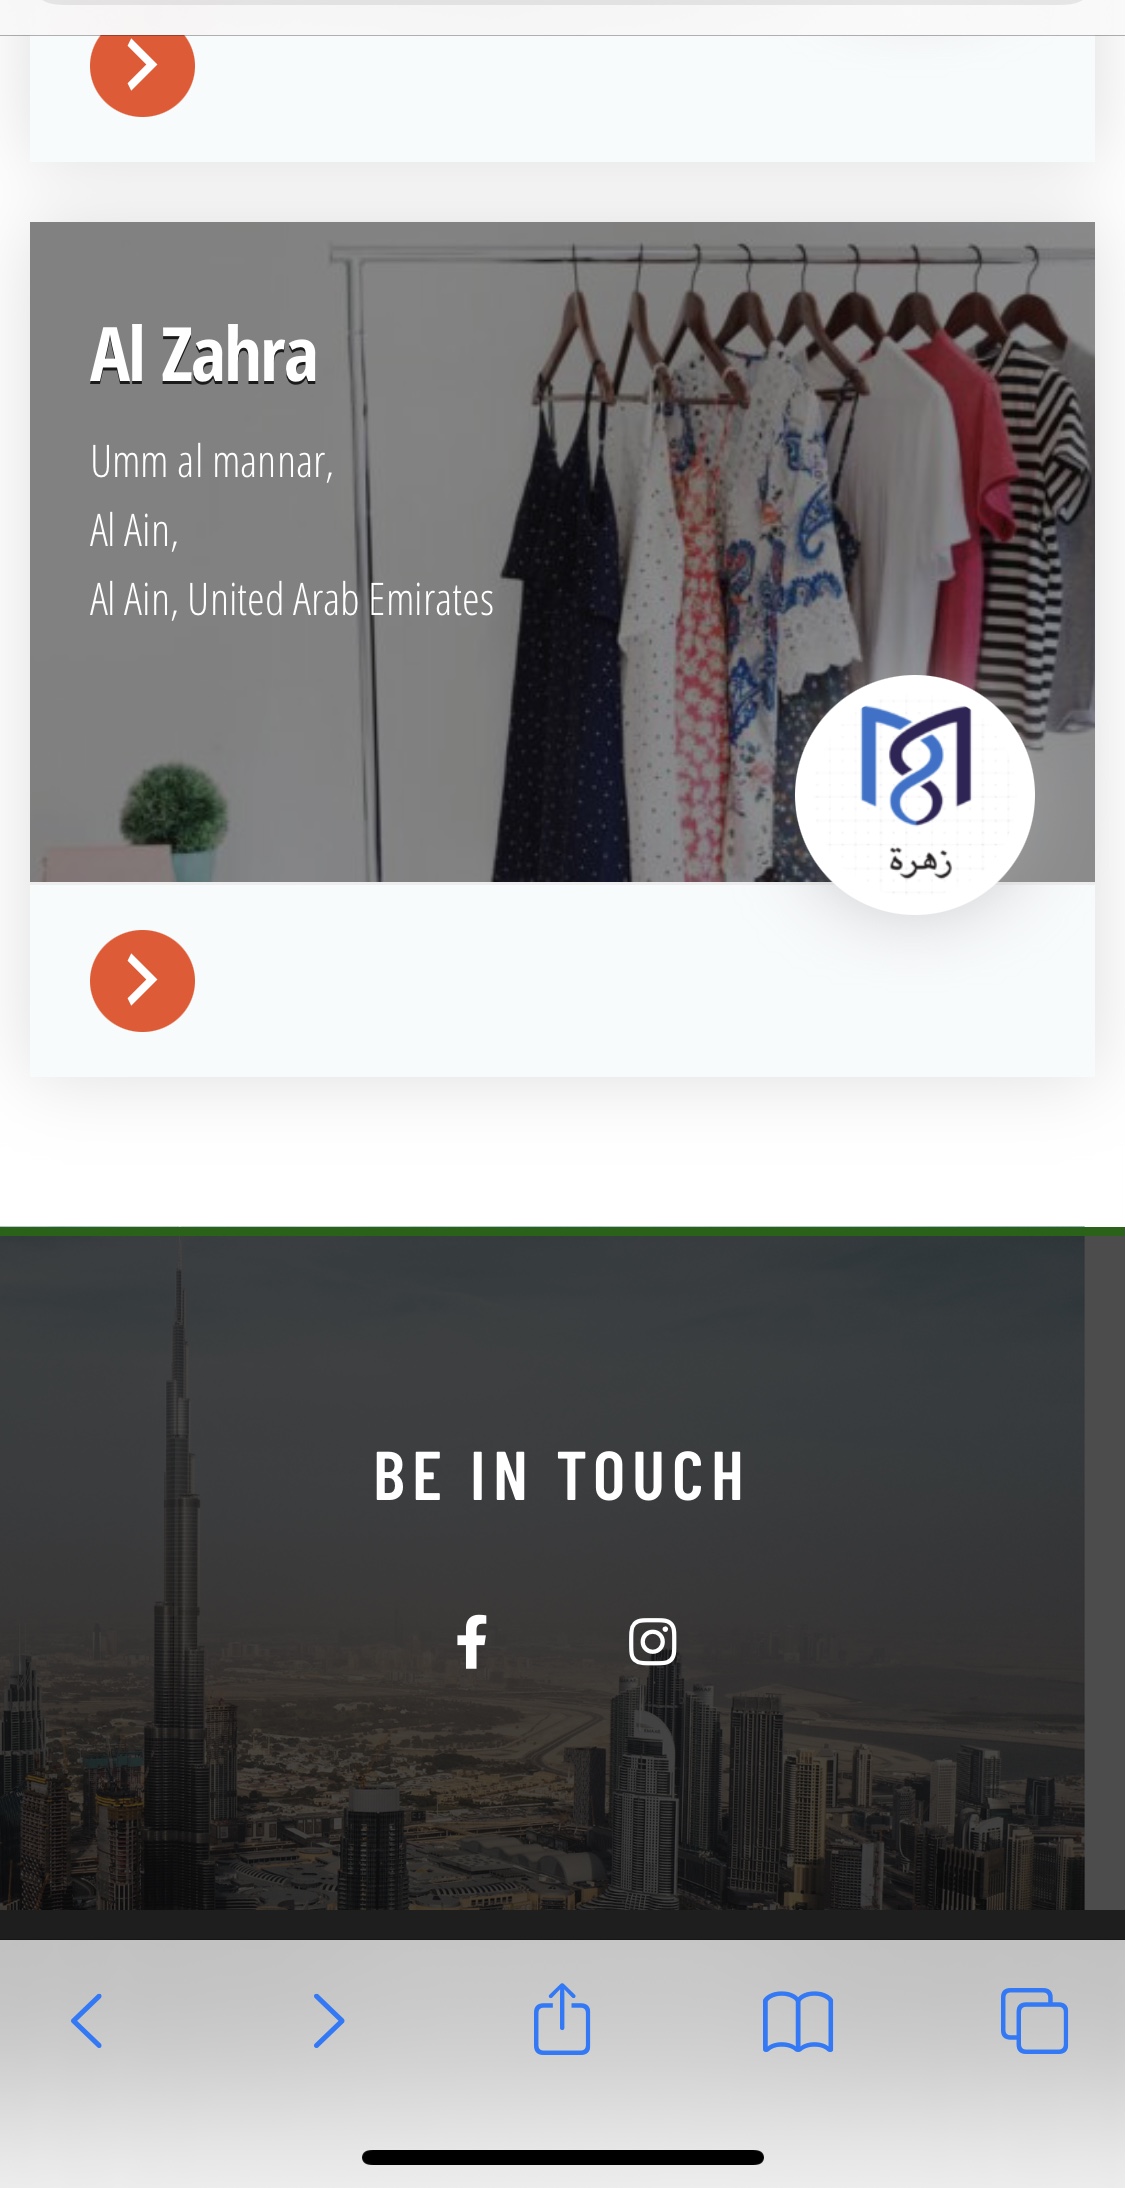 Al Zahra
Umm al mannar,
Al Ain,
Al Ain, United Arab Emirates
زهرة
BE IN TOUCH